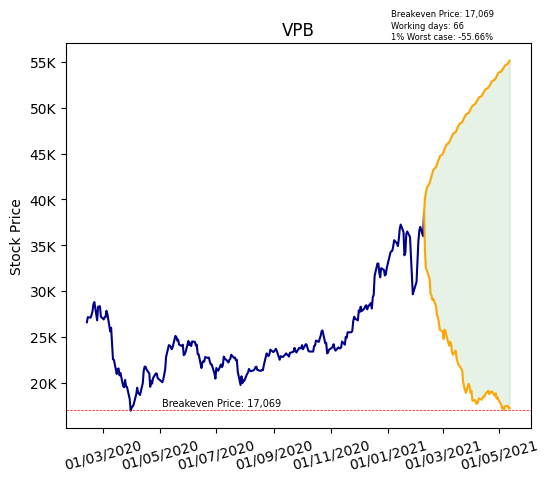 Breakeven Price: 17,069
Working days: 66
1% Worst case: -55.66%
VPB
55K
50K
45K
40K
35K
30K
25K
20K
Stock Price
Breakeven Price: 17,069
01/03/2020
01/05/2020
01/07/2020
01/09/2020
01/11/2020
01/01/2021
01/03/2021
01/05/2021